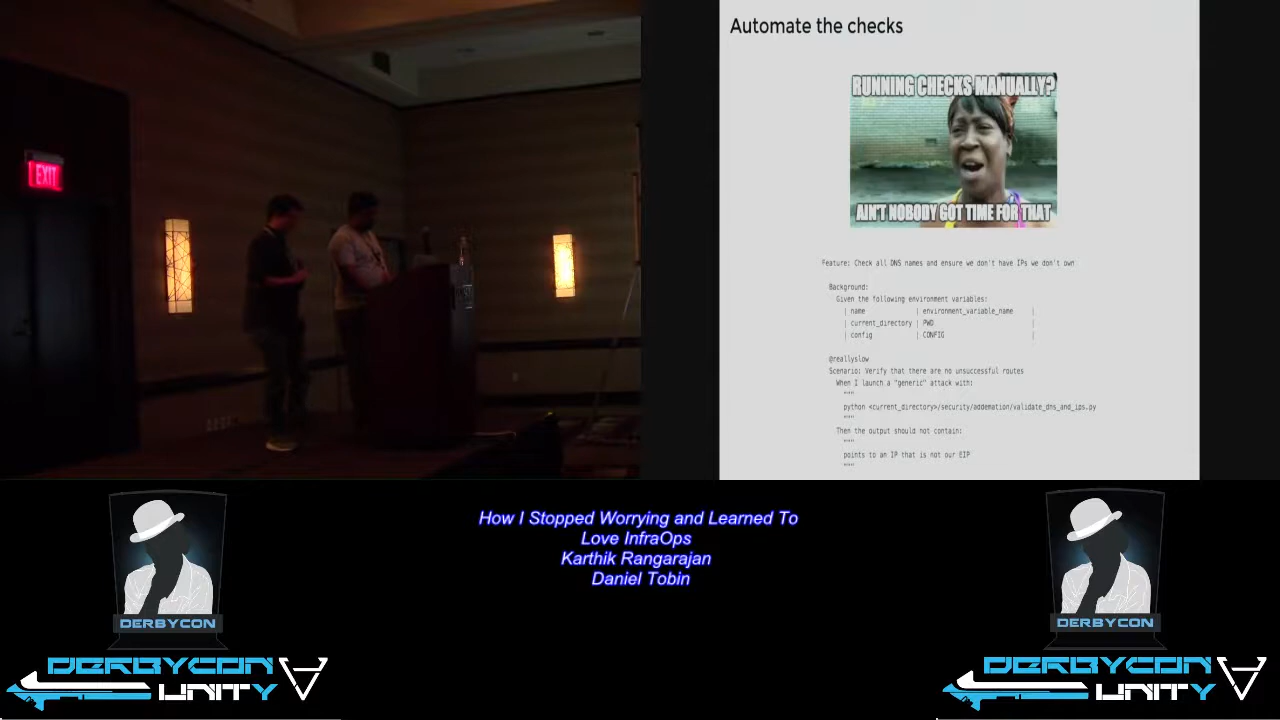 EXIT
Automate the checks
RUNNING CHECKS MANUALLY?
AIN'T NOBODY GOT TIME FOR THAT
Feature: Check all DNS names and ensure we don't have IPs we don't own
Background:
Given the following environment variables:
| name | environment_variable_name |
| current_directory | PWD |
| config | CONFIG |
@reallyslow
Scenario: Verify that there are no unsuccessful routes
When I launch a "generic" attack with:
"""
python <current_directory>/security/addemation/validate_dns_and_ips.py
"""
Then the output should not contain:
"""
points to an IP that is not our EIP
"""
How I Stopped Worrying and Learned To
Love InfraOps
Karthik Rangarajan
Daniel Tobin
DERBYCON
DERBYCON
UNITY
DERBYCON
DERBYCON
UNITY